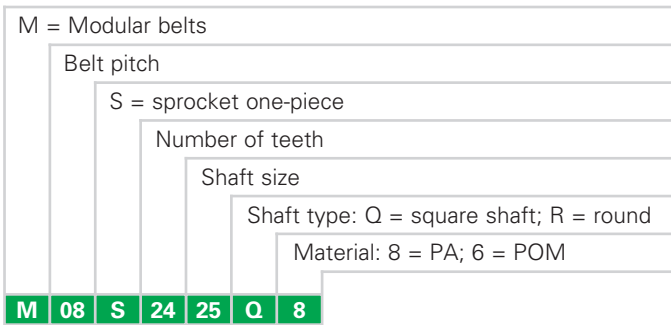 M = Modular belts
Belt pitch
S = sprocket one-piece
Number of teeth
Shaft size
Shaft type: Q = square shaft; R = round
Material: 8 = PA; 6 = POM
M 08 S 24 25 Q 8